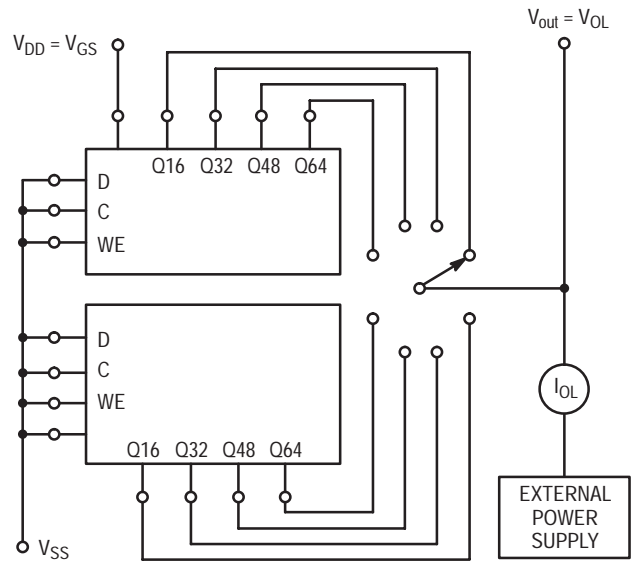 V_DD = V_GS
V_out = V_OL
Q16 Q32 Q48 Q64
D
C
WE
D
C
WE
Q16 Q32 Q48 Q64
I_OL
EXTERNAL
POWER
SUPPLY
V_SS